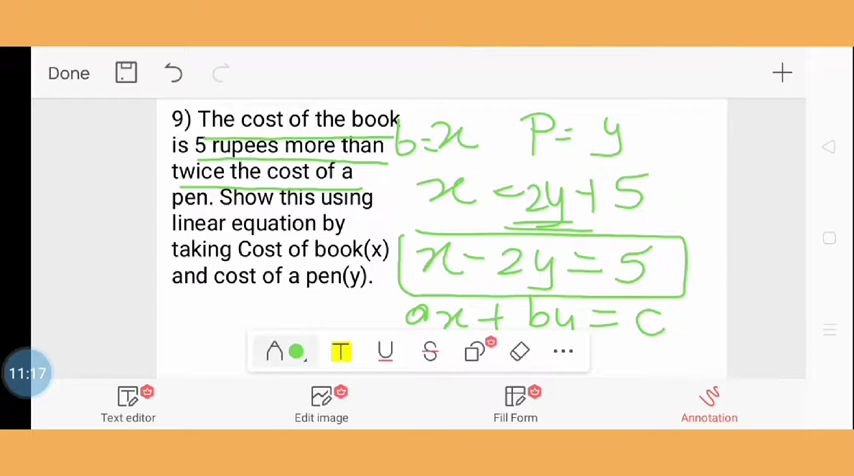 Done
9) The cost of the book
is 5 rupees more than
twice the cost of a
pen. Show this using
linear equation by
taking Cost of book(x)
and cost of a pen(y).
b=x P= y
x = 2y+5
x-2y=5
ax + by = c
T U S
11:17
Text editor Edit image Fill Form Annotation